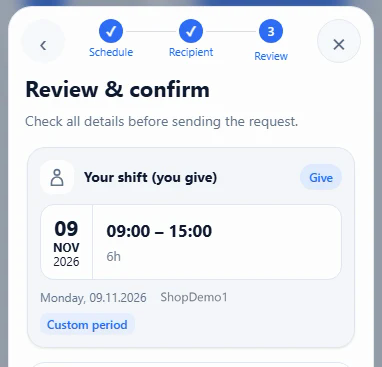 Schedule
Recipient
3
Review
Review & confirm
Check all details before sending the request.
Your shift (you give)
Give
09
NOV
2026
09:00 – 15:00
6h
Monday, 09.11.2026 ShopDemo1
Custom period